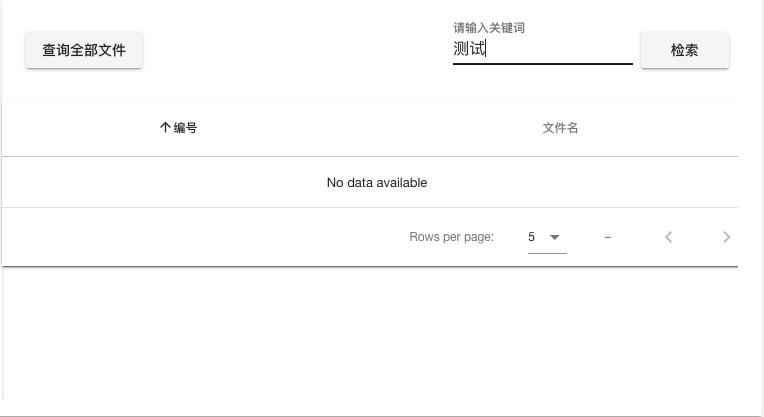 请输入关键词
查询全部文件
测试
检索
编号
文件名
No data available
Rows per page:
5
–